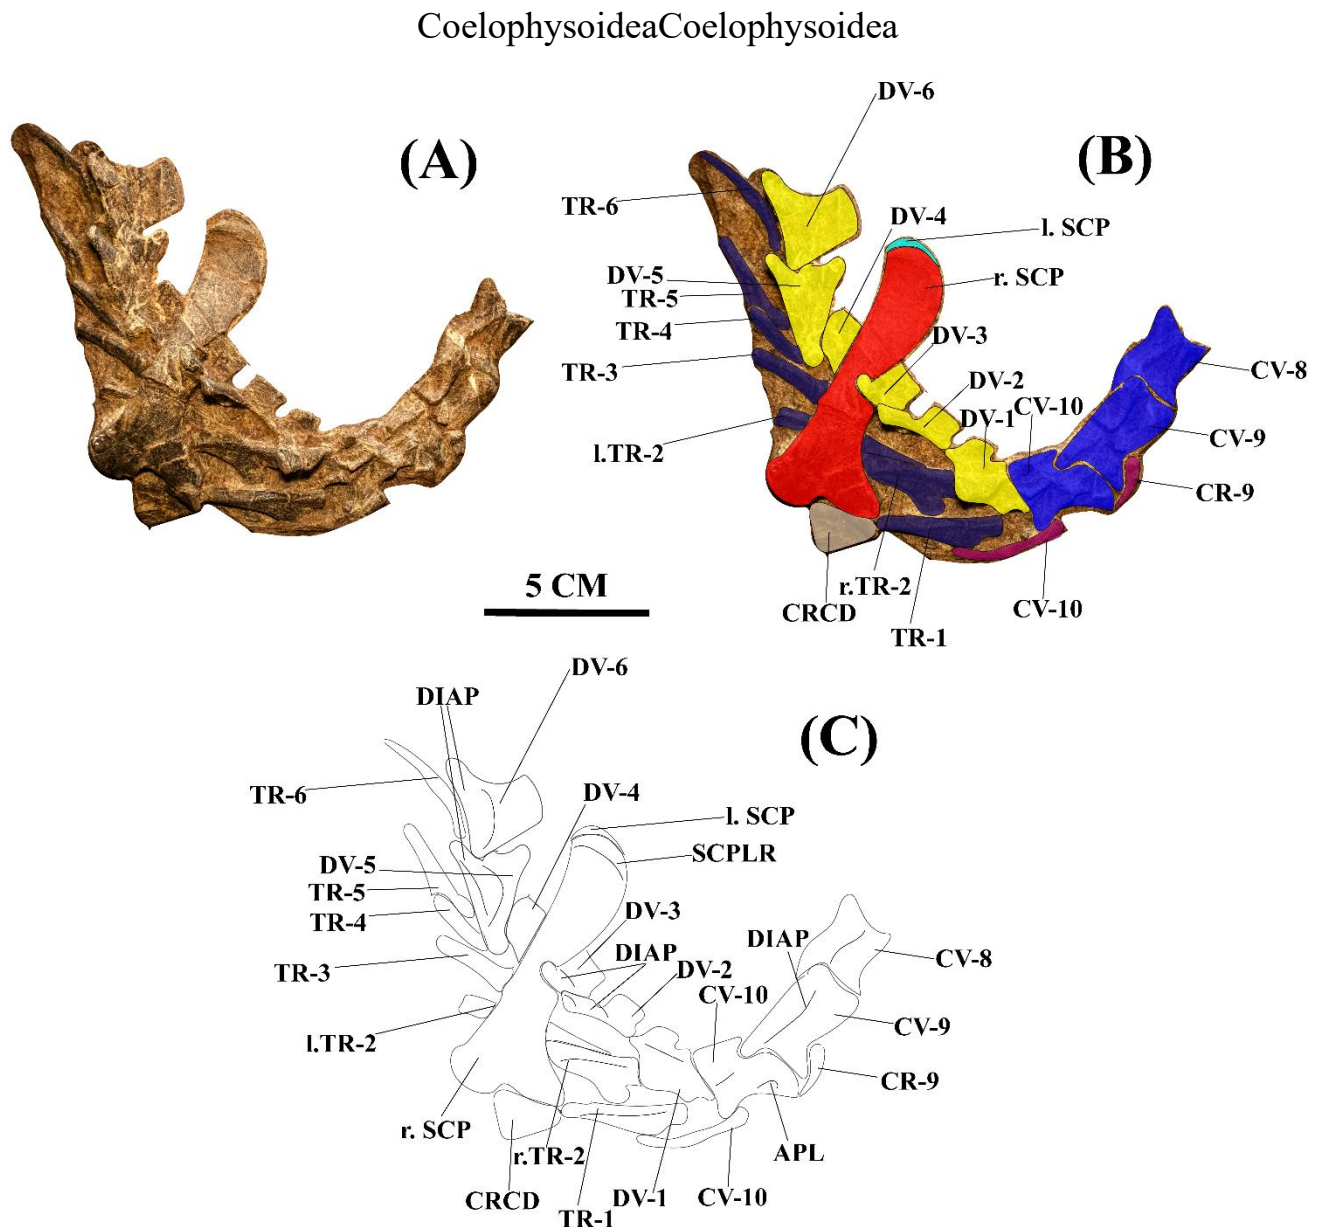 CoelophysoideaCoelophysoidea
(A)
(B)
DV-6
TR-6
DV-4
l. SCP
DV-5
r. SCP
TR-5
TR-4
DV-3
TR-3
DV-2
CV-8
DV-1
CV-10
CV-9
l.TR-2
CR-9
5 CM
r.TR-2
CRCD
CV-10
TR-1
(C)
DV-6
DIAP
TR-6
DV-4
l. SCP
SCPLR
DV-5
TR-5
TR-4
DV-3
DIAP
DIAP
TR-3
DV-2
CV-8
CV-10
CV-9
l.TR-2
CR-9
r. SCP
r.TR-2
APL
CRCD
DV-1
CV-10
TR-1